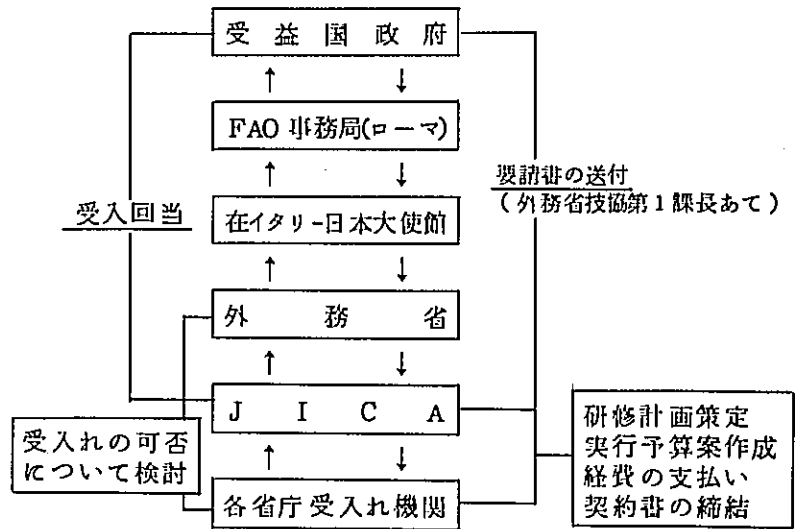 受益国政府
↑ ↓
FAO事務局(ローマ)
↑ ↓
要請書の送付
(外務省技協第1課長あて)
受入回当
在イタリー日本大使館
↑ ↓
外務省
↑ ↓
JICA
受入れの可否
について検討
研修計画策定
実行予算案作成
経費の支払い
契約書の締結
↑ ↓
各省庁受入れ機関